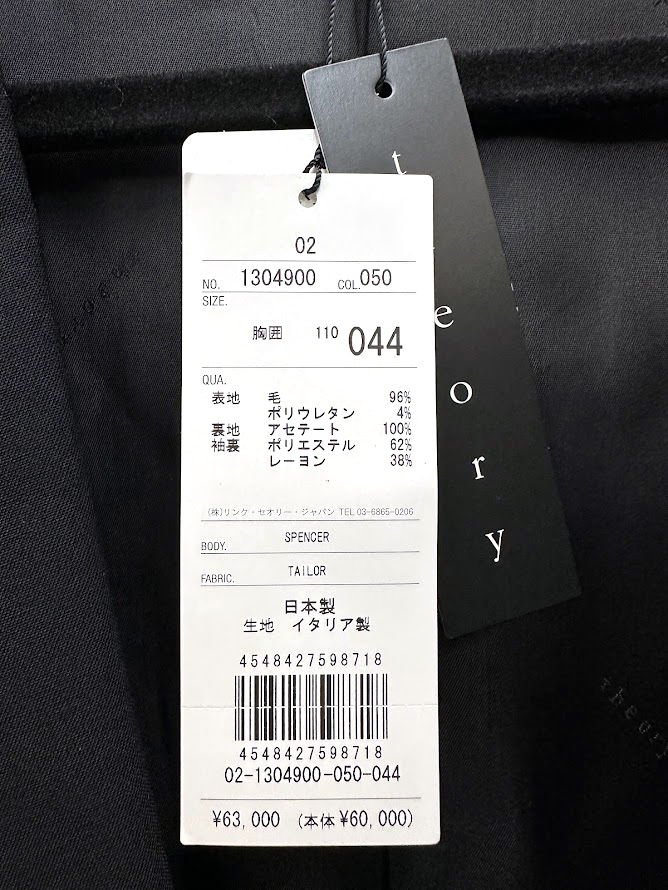 02
NO. 1304900 COL.050
SIZE.
胸囲 110 044
QUA.
表地 毛 96%
ポリウレタン 4%
裏地 アセテート 100%
袖裏 ポリエステル 62%
レーヨン 38%
(株)リンク・セオリー・ジャパン TEL 03-6865-0206
BODY. SPENCER
FABRIC. TAILOR
日本製
生地 イタリア製
4548427598718
4548427598718
02-1304900-050-044
¥63,000 (本体¥60,000)
t
e
o
r
y
theor